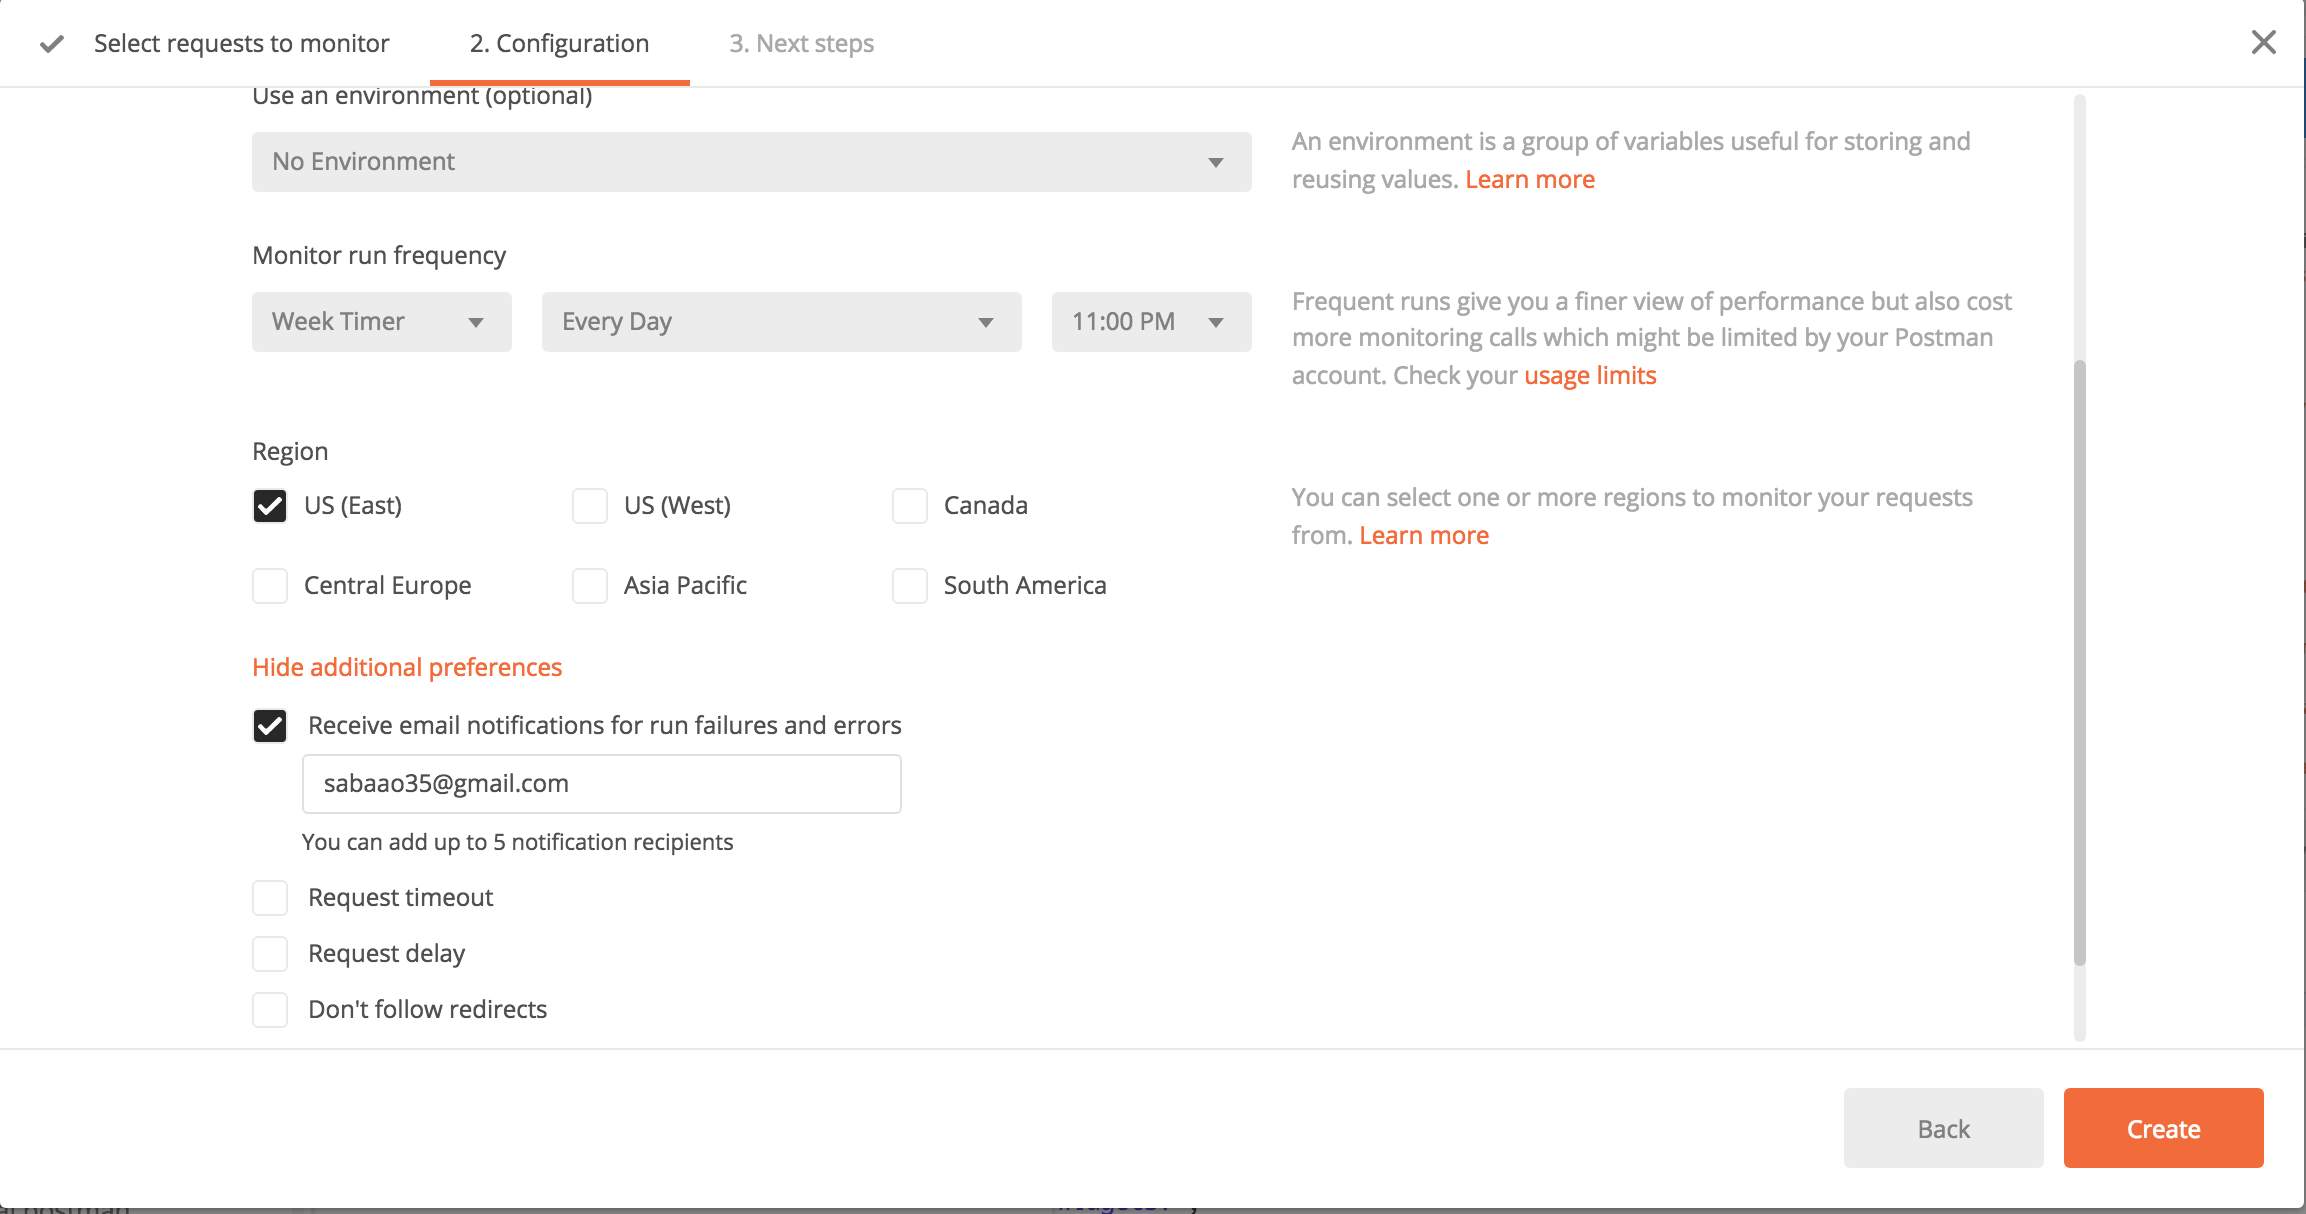 Select requests to monitor
2. Configuration
3. Next steps
Use an environment (optional)
No Environment
An environment is a group of variables useful for storing and
reusing values. Learn more
Monitor run frequency
Week Timer
Every Day
11:00 PM
Frequent runs give you a finer view of performance but also cost
more monitoring calls which might be limited by your Postman
account. Check your usage limits
Region
US (East)
US (West)
Canada
Central Europe
Asia Pacific
South America
You can select one or more regions to monitor your requests
from. Learn more
Hide additional preferences
Receive email notifications for run failures and errors
sabaao35@gmail.com
You can add up to 5 notification recipients
Request timeout
Request delay
Don't follow redirects
Back
Create